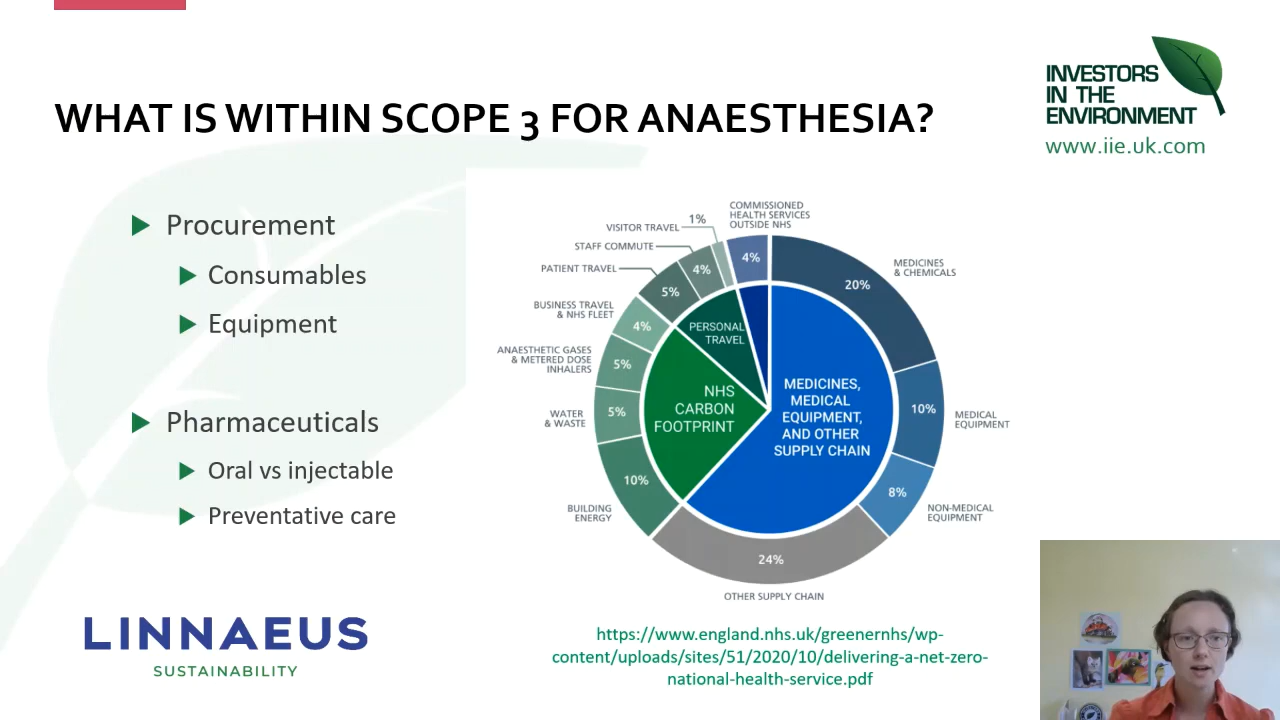 WHAT IS WITHIN SCOPE 3 FOR ANAESTHESIA?
INVESTORS
IN THE
ENVIRONMENT
www.iie.uk.com
Procurement
Consumables
Equipment
Pharmaceuticals
Oral vs injectable
Preventative care
COMMISSIONED
HEALTH SERVICES
OUTSIDE NHS
4%
1%
VISITOR TRAVEL
STAFF COMMUTE
4%
PATIENT TRAVEL
5%
BUSINESS TRAVEL
& NHS FLEET
4%
ANAESTHETIC GASES
& METERED DOSE
INHALERS
5%
WATER
& WASTE
5%
BUILDING
ENERGY
10%
MEDICINES
& CHEMICALS
20%
MEDICAL
EQUIPMENT
10%
NON-MEDICAL
EQUIPMENT
8%
24%
OTHER SUPPLY CHAIN
PERSONAL
TRAVEL
NHS
CARBON
FOOTPRINT
MEDICINES,
MEDICAL
EQUIPMENT,
AND OTHER
SUPPLY CHAIN
https://www.england.nhs.uk/greenernhs/wp-
content/uploads/sites/51/2020/10/delivering-a-net-zero-
national-health-service.pdf
LINNAEUS
SUSTAINABILITY